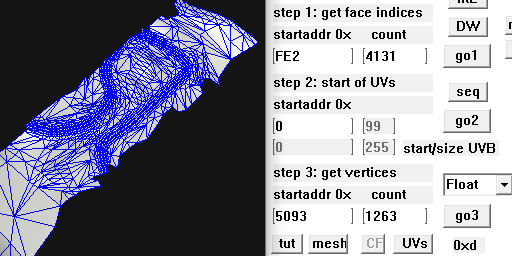 step 1: get face indices
startaddr 0x count
DW
[FE2 ] [4131 ] go1
step 2: start of UVs
startaddr 0x seq
[0 ] [99 ] go2
[0 ] [255 ] start/size UVB
step 3: get vertices
startaddr 0x count Float
[5093 ] [1263 ] go3
tut mesh CF UVs 0xd